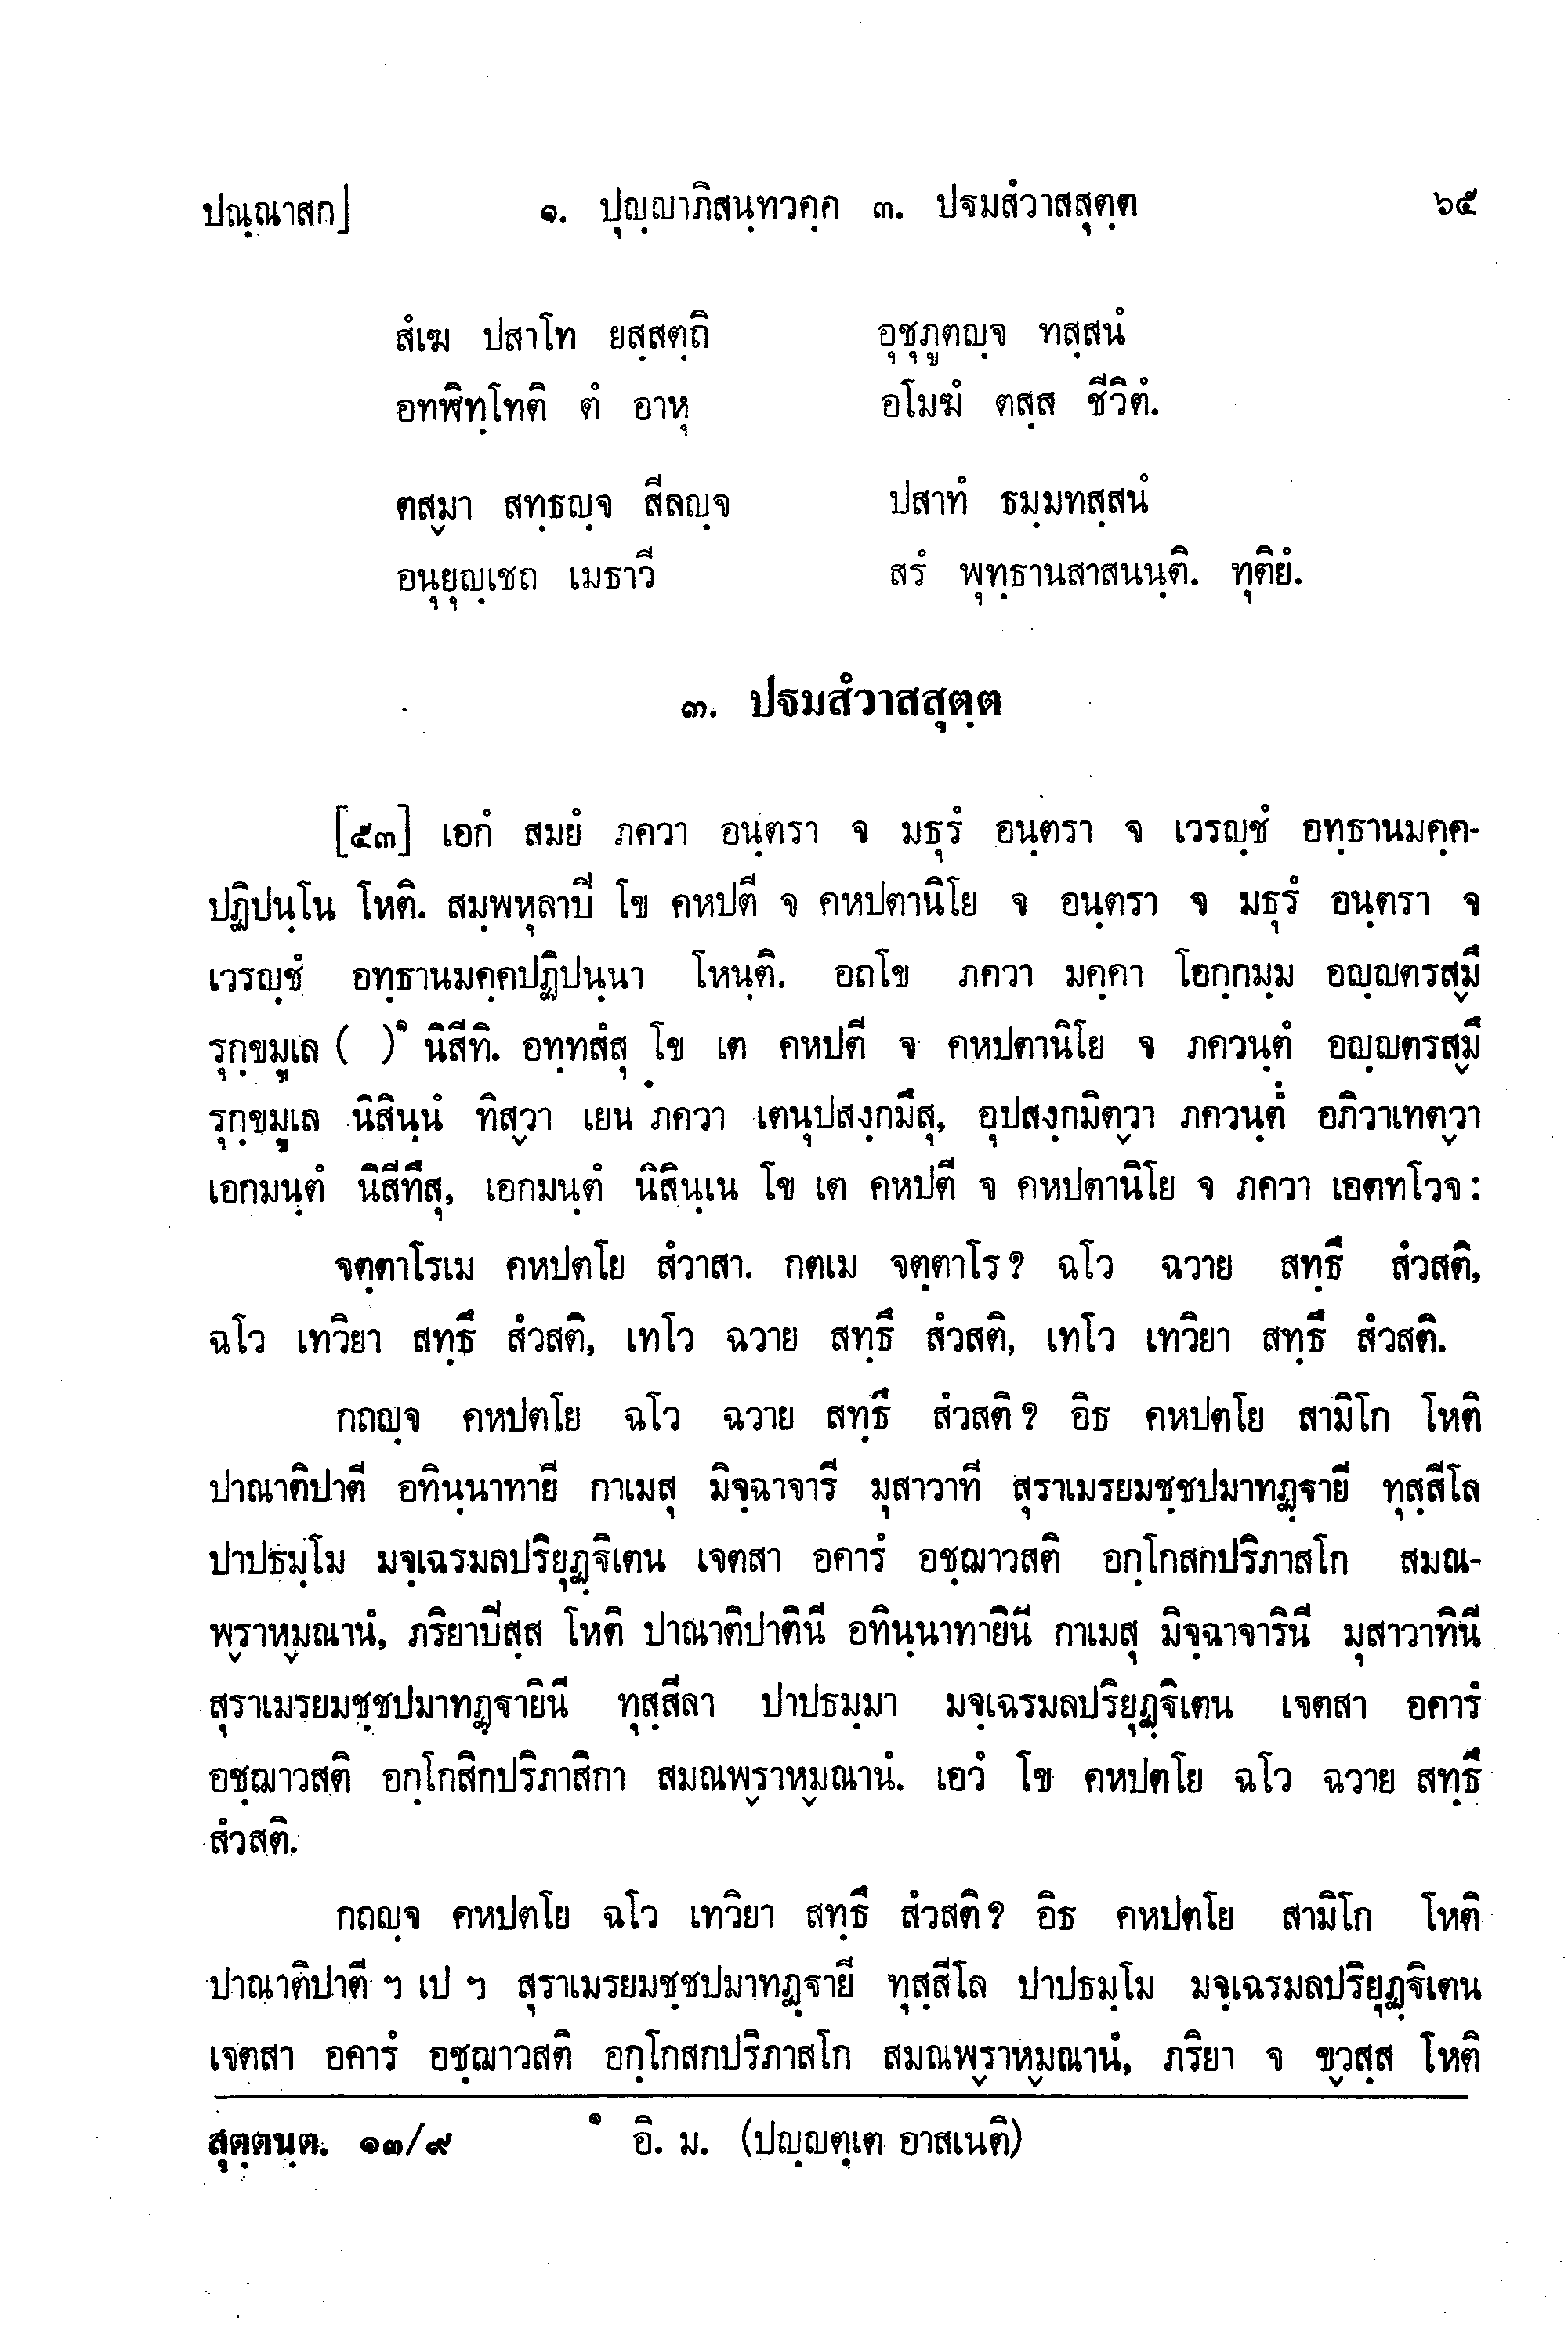 ปณฺณาสก] ๑. ปุญฺญาภิสนฺทวคฺค ๓. ปฐมสํวาสสุตฺต ๖๕
สํเฆ ปสาโท ยสฺสตฺถิ อุชุภูตญฺจ ทสฺสนํ
อทฬิทฺโทติ ตํ อาหุ อโมฆํ ตสฺส ชีวิตํ.
ตสฺมา สทฺธญฺจ สีลญฺจ ปสาทํ ธมฺมทสฺสนํ
อนุยุญฺเชถ เมธาวี สรํ พุทฺธานสาสนนฺติ. ทุติยํ.
๓. ปฐมสํวาสสุตฺต
[๕๓] เอกํ สมยํ ภควา อนฺตรา จ มธุรํ อนฺตรา จ เวรญฺชํ อทฺธานมคฺค-
ปฏิปนฺโน โหติ. สมฺพหุลาปี โข คหปตี จ คหปตานิโย จ อนฺตรา จ มธุรํ อนฺตรา จ
เวรญฺชํ อทฺธานมคฺคปฏิปนฺนา โหนฺติ. อถโข ภควา มคฺคา โอกฺกมฺม อญฺญตรสฺมึ
รุกฺขมูเล ( )๑ นิสีทิ. อทฺทสํสุ โข เต คหปตี จ คหปตานิโย จ ภควนฺตํ อญฺญตรสฺมึ
รุกฺขมูเล นิสินฺนํ ทิสฺวา เยน ภควา เตนุปสงฺกมึสุ, อุปสงฺกมิตฺวา ภควนฺตํ อภิวาเทตฺวา
เอกมนฺตํ นิสีทึสุ, เอกมนฺตํ นิสินฺเน โข เต คหปตี จ คหปตานิโย จ ภควา เอตทโวจ :
จตฺตาโรเม คหปตโย สํวาสา. กตเม จตฺตาโร? ฉโว ฉวาย สทฺธึ สํวสติ,
ฉโว เทวิยา สทฺธึ สํวสติ, เทโว ฉวาย สทฺธึ สํวสติ, เทโว เทวิยา สทฺธึ สํวสติ.
กถญฺจ คหปตโย ฉโว ฉวาย สทฺธึ สํวสติ? อิธ คหปตโย สามิโก โหติ
ปาณาติปาตี อทินฺนาทายี กาเมสุ มิจฺฉาจารี มุสาวาที สุราเมรยมชฺชปมาทฏฺฐายี ทุสฺสีโล
ปาปธมฺโม มจฺเฉรมลปริยุฏฺฐิเตน เจตสา อคารํ อชฺฌาวสติ อกฺโกสกปริภาสโก สมณ-
พฺราหฺมณานํ, ภริยาปีสฺส โหติ ปาณาติปาตินี อทินฺนาทายินี กาเมสุ มิจฺฉาจารินี มุสาวาทินี
สุราเมรยมชฺชปมาทฏฺฐายินี ทุสฺสีลา ปาปธมฺมา มจฺเฉรมลปริยุฏฺฐิเตน เจตสา อคารํ
อชฺฌาวสติ อกฺโกสิกปริภาสิกา สมณพฺราหฺมณานํ. เอวํ โข คหปตโย ฉโว ฉวาย สทฺธึ
สํวสติ.
กถญฺจ คหปตโย ฉโว เทวิยา สทฺธึ สํวสติ? อิธ คหปตโย สามิโก โหติ
ปาณาติปาตี ฯ เป ฯ สุราเมรยมชฺชปมาทฏฺฐายี ทุสฺสีโล ปาปธมฺโม มจฺเฉรมลปริยุฏฺฐิเตน
เจตสา อคารํ อชฺฌาวสติ อกฺโกสกปริภาสโก สมณพฺราหฺมณานํ, ภริยา จ ขฺวสฺส โหติ
สุตฺตนฺต. ๑๓/๙ ๑ อิ. ม. (ปญฺญตฺเต อาสเนติ)